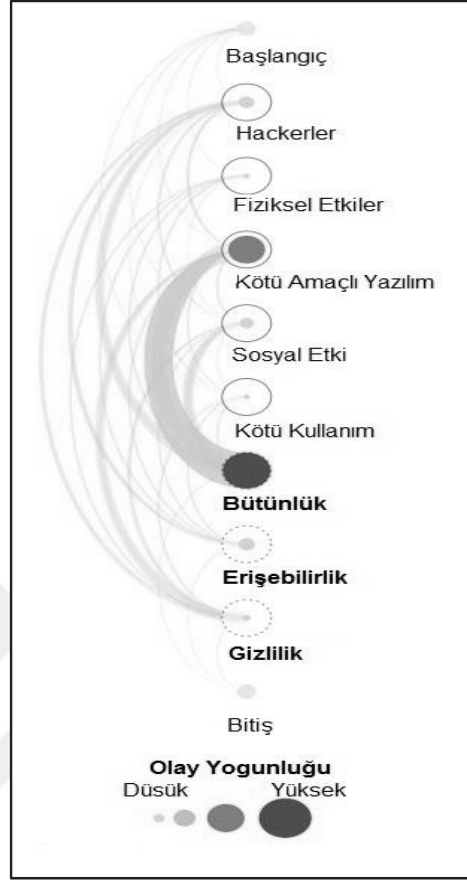 Başlangıç
Hackerler
Fiziksel Etkiler
Kötü Amaçlı Yazılım
Sosyal Etki
Kötü Kullanım
Bütünlük
Erişebilirlik
Gizlilik
Bitiş
Olay Yogunluğu
Düsük Yüksek